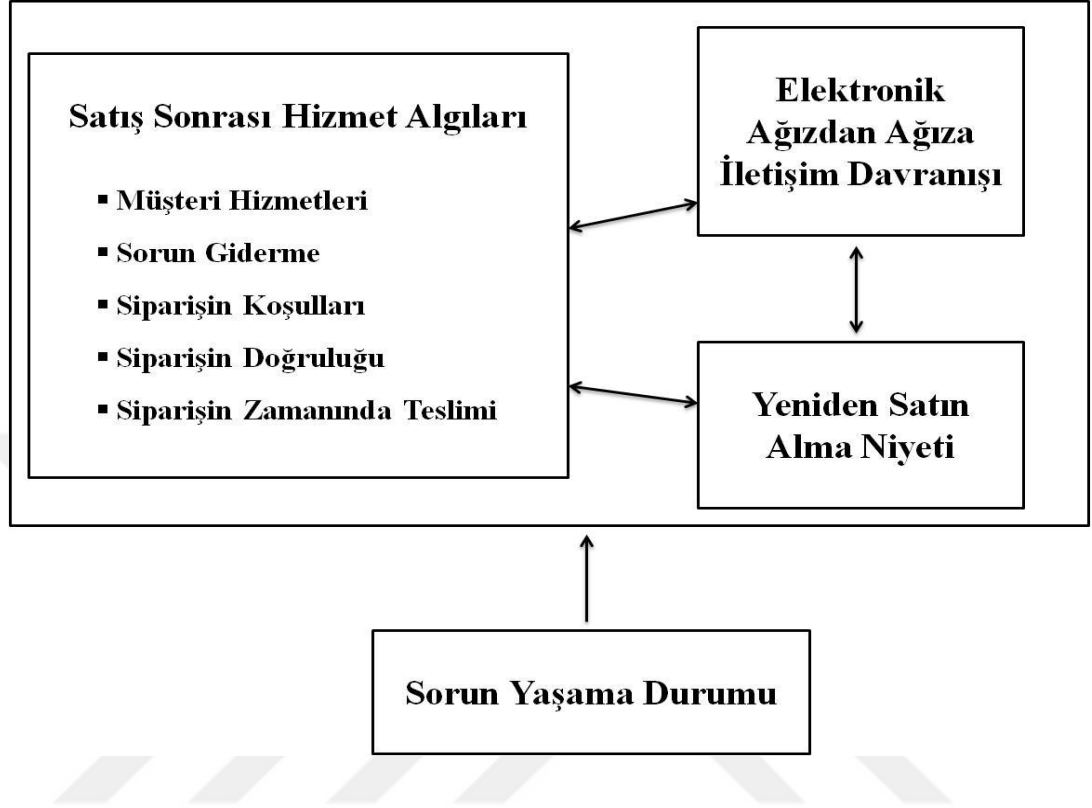 Satış Sonrası Hizmet Algıları
▪ Müşteri Hizmetleri
▪ Sorun Giderme
▪ Siparişin Koşulları
▪ Siparişin Doğruluğu
▪ Siparişin Zamanında Teslimi
Elektronik
Ağızdan Ağıza
İletişim Davranışı
Yeniden Satın
Alma Niyeti
Sorun Yaşama Durumu